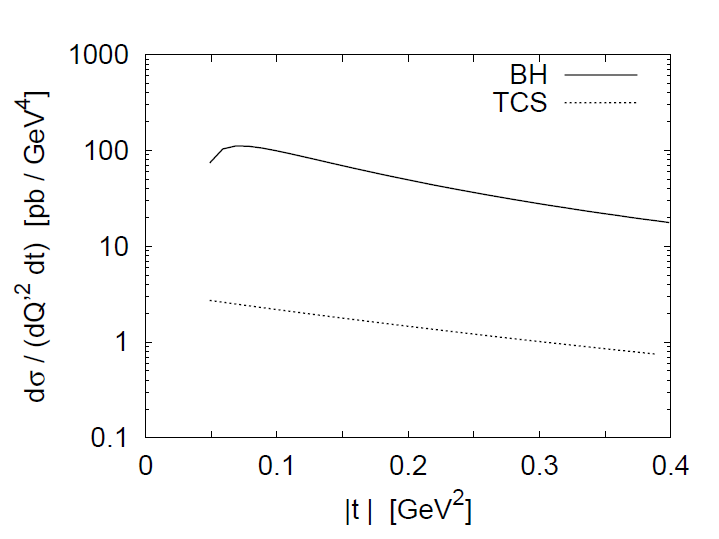 dσ / (dQ'² dt) [pb / GeV⁴]
1000
100
10
1
0.1
BH
TCS
0 0.1 0.2 0.3 0.4
|t | [GeV²]